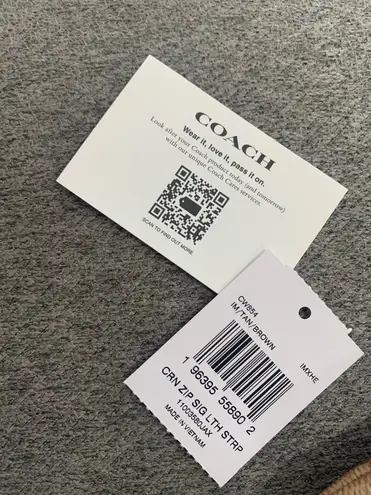 COACH
Wear it, love it, pass it on.
Look after your Coach product today (and tomorrow)
with our unique Coach Cares services.
SCAN TO FIND OUT MORE
CW854
IM/TAN/BROWN
IMXHE
1 96395 55890 2
CRN ZIP SIG LTH STRP
11003580JAX
MADE IN VIETNAM